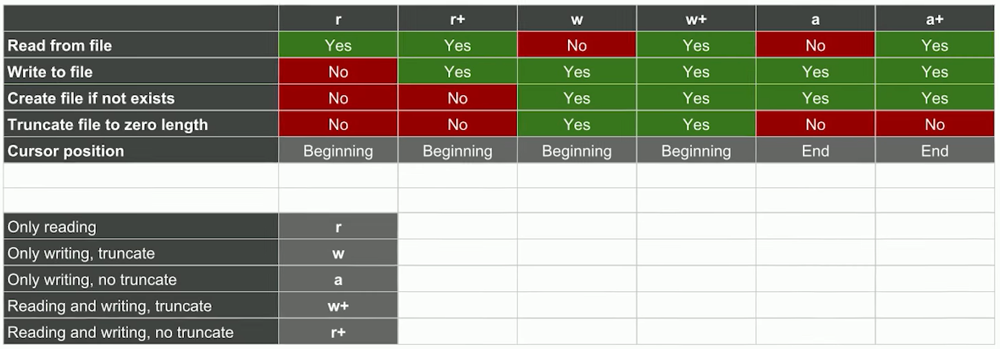 r r+ w w+ a a+
Read from file Yes Yes No Yes No Yes
Write to file No Yes Yes Yes Yes Yes
Create file if not exists No No Yes Yes Yes Yes
Truncate file to zero length No No Yes Yes No No
Cursor position Beginning Beginning Beginning Beginning End End
Only reading r
Only writing, truncate w
Only writing, no truncate a
Reading and writing, truncate w+
Reading and writing, no truncate r+